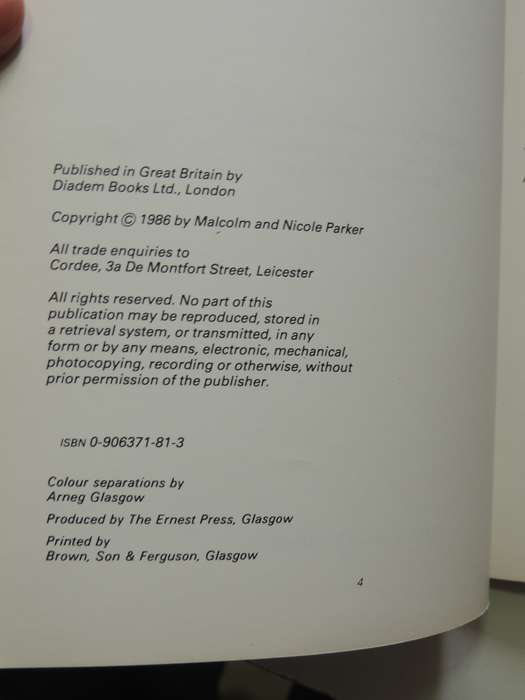 Published in Great Britain by
Diadem Books Ltd., London
Copyright © 1986 by Malcolm and Nicole Parker
All trade enquiries to
Cordee, 3a De Montfort Street, Leicester
All rights reserved. No part of this
publication may be reproduced, stored in
a retrieval system, or transmitted, in any
form or by any means, electronic, mechanical,
photocopying, recording or otherwise, without
prior permission of the publisher.
ISBN 0-906371-81-3
Colour separations by
Arneg Glasgow
Produced by The Ernest Press, Glasgow
Printed by
Brown, Son & Ferguson, Glasgow
4